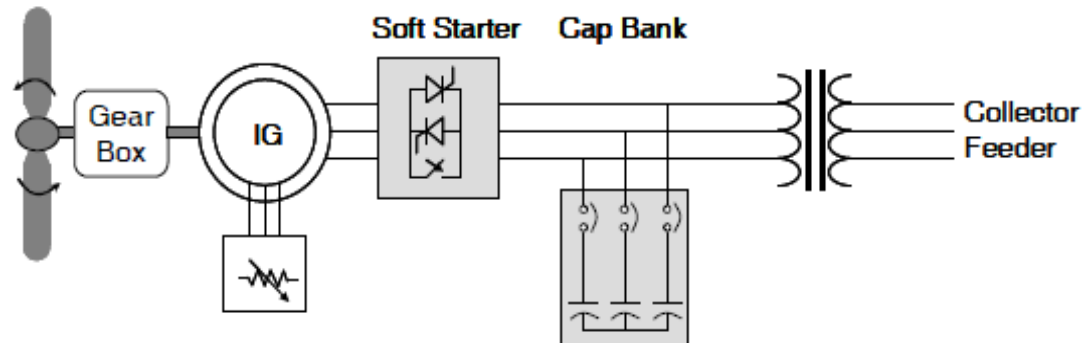 Soft Starter
Cap Bank
Gear
Box
IG
Collector
Feeder